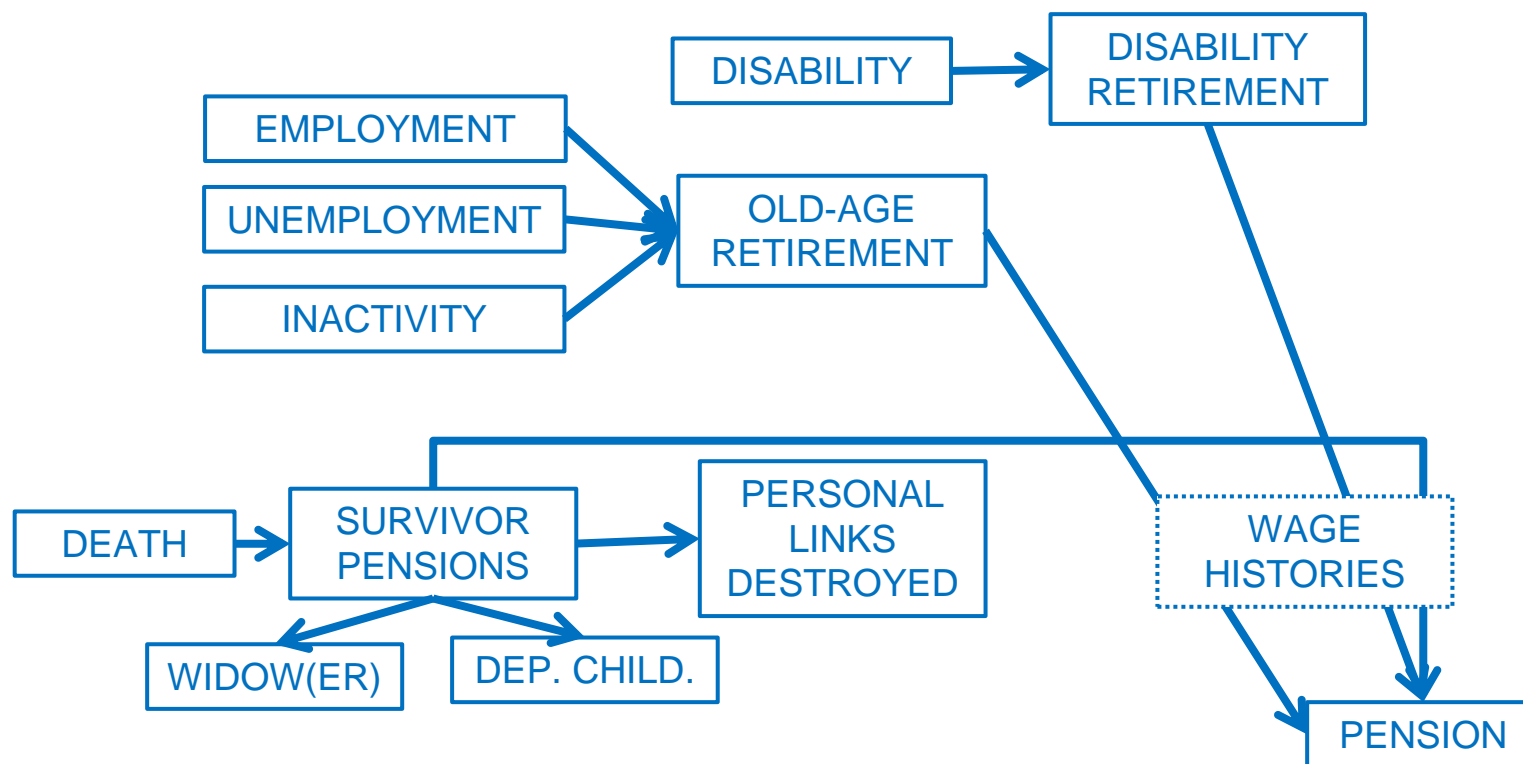 DISABILITY
DISABILITY
RETIREMENT
EMPLOYMENT
UNEMPLOYMENT
INACTIVITY
OLD-AGE
RETIREMENT
DEATH
SURVIVOR
PENSIONS
PERSONAL
LINKS
DESTROYED
WAGE
HISTORIES
WIDOW(ER)
DEP. CHILD.
PENSION